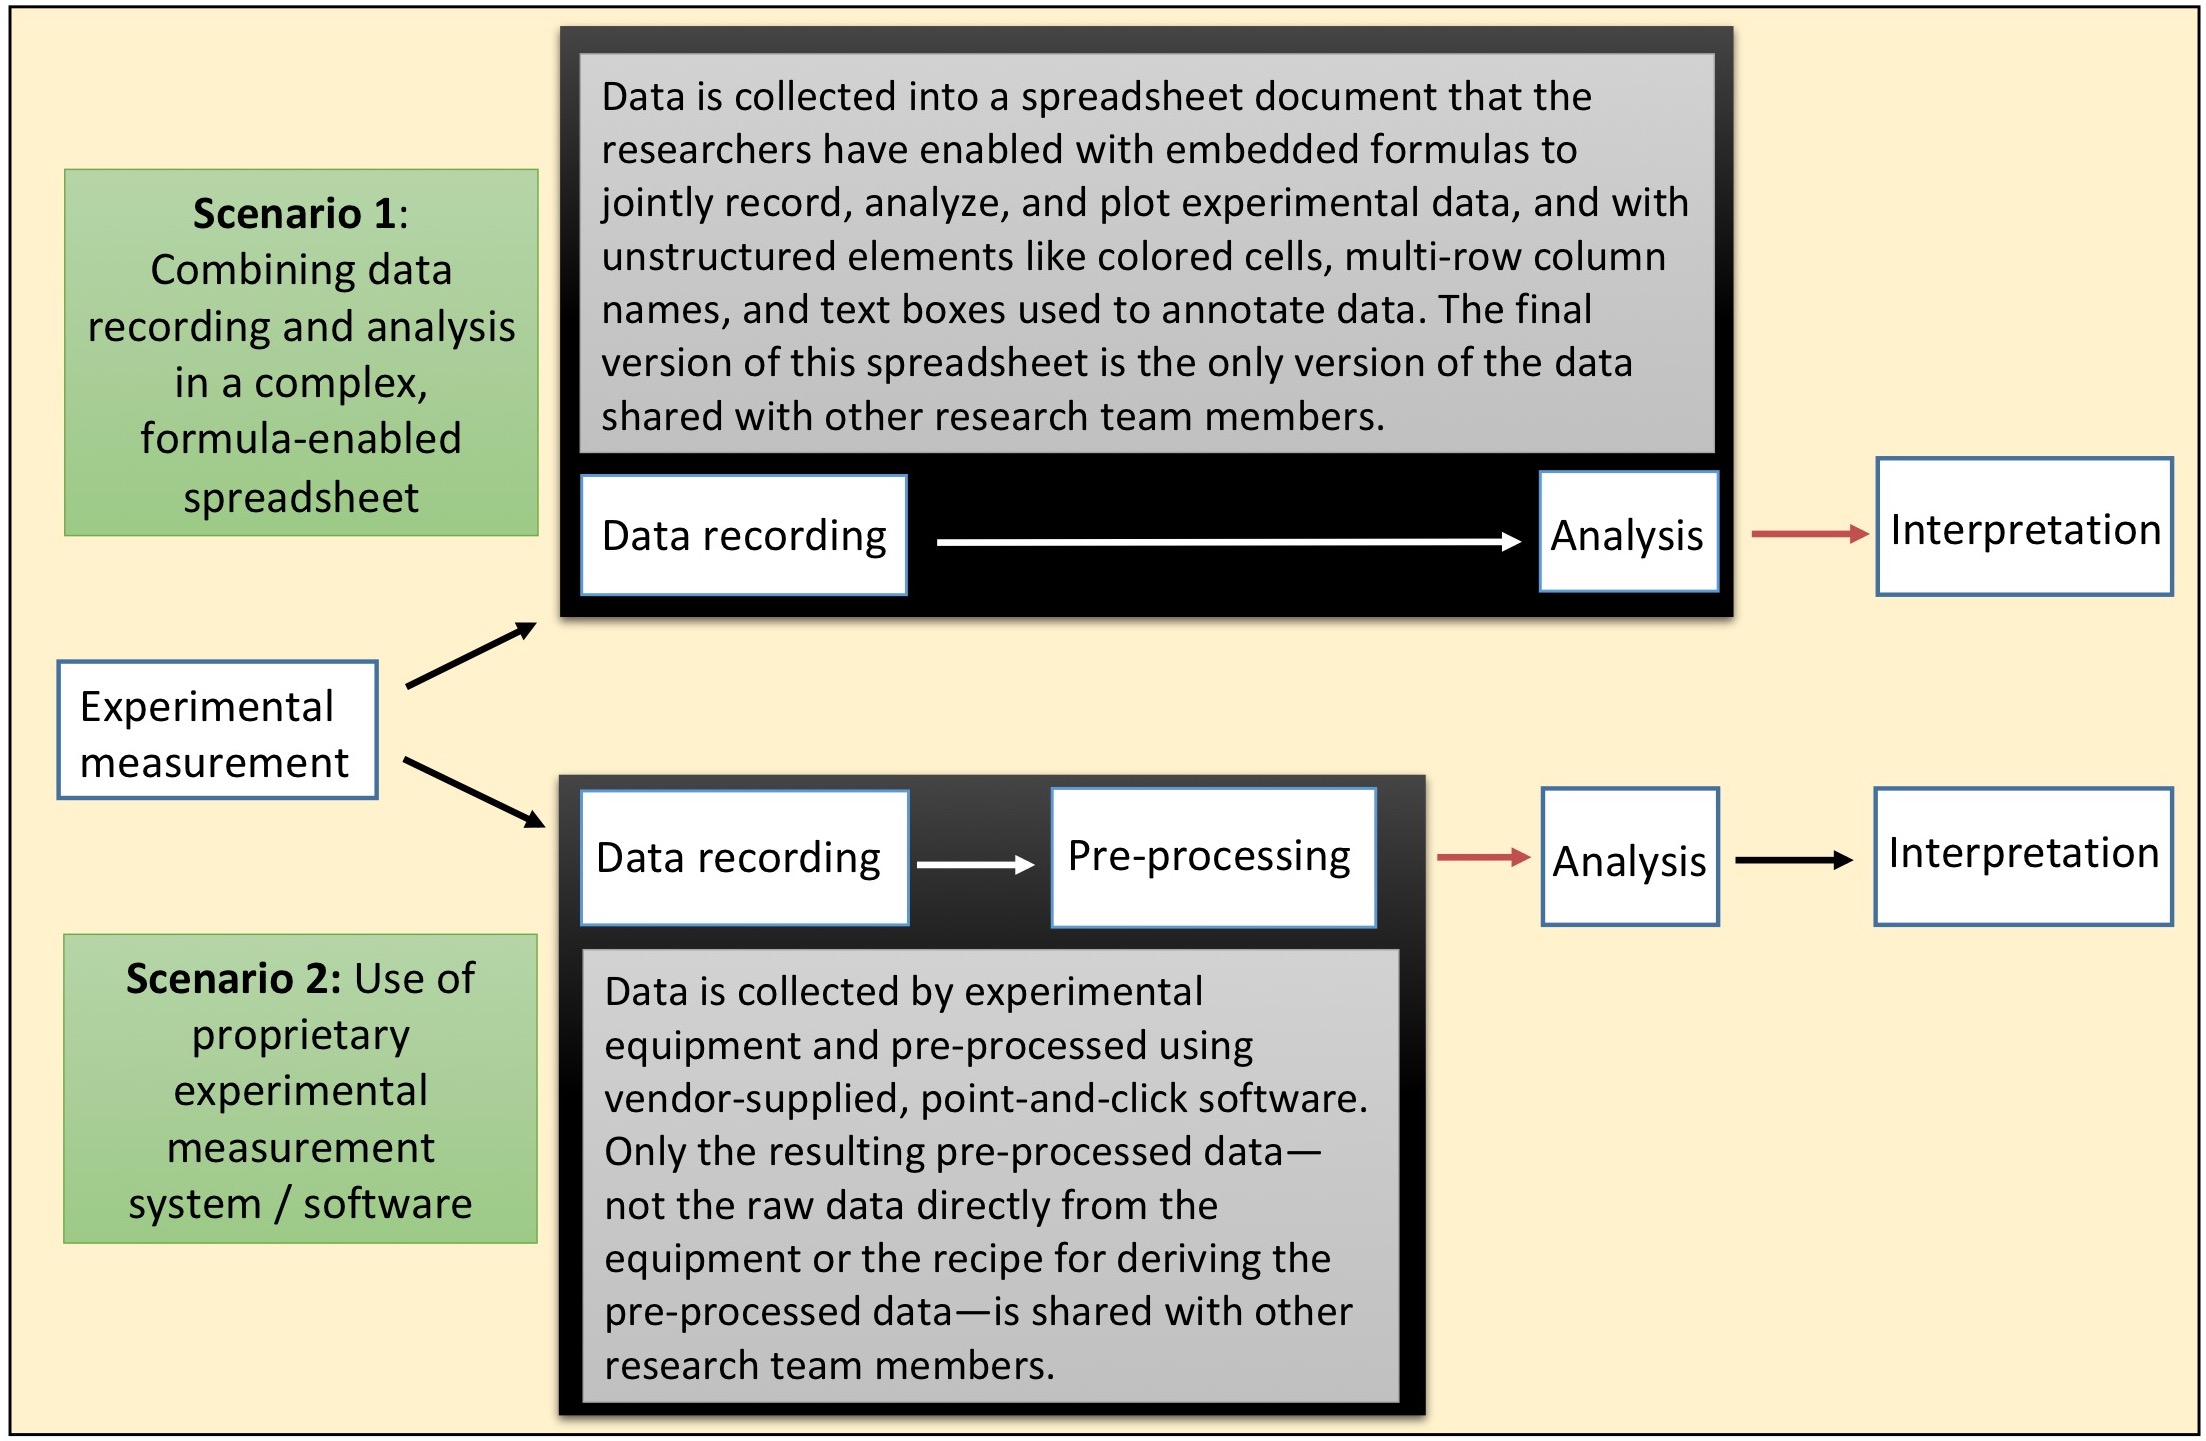 Data is collected into a spreadsheet document that the
researchers have enabled with embedded formulas to
jointly record, analyze, and plot experimental data, and with
unstructured elements like colored cells, multi-row column
names, and text boxes used to annotate data. The final
version of this spreadsheet is the only version of the data
shared with other research team members.
Scenario 1:
Combining data
recording and analysis
in a complex,
formula-enabled
spreadsheet
Data recording
Analysis
Interpretation
Experimental
measurement
Data recording
Pre-processing
Analysis
Interpretation
Scenario 2: Use of
proprietary
experimental
measurement
system / software
Data is collected by experimental
equipment and pre-processed using
vendor-supplied, point-and-click software.
Only the resulting pre-processed data—
not the raw data directly from the
equipment or the recipe for deriving the
pre-processed data—is shared with other
research team members.